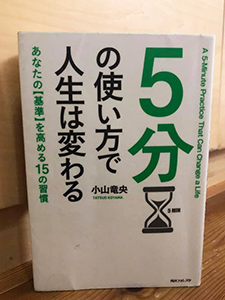 A 5-Minute Practice That Can Change a Life
5分
の使い方で
人生は変わる
あなたの【基準】を高める15の習慣
小山竜央
TATSUO KOYAMA
5 MIN